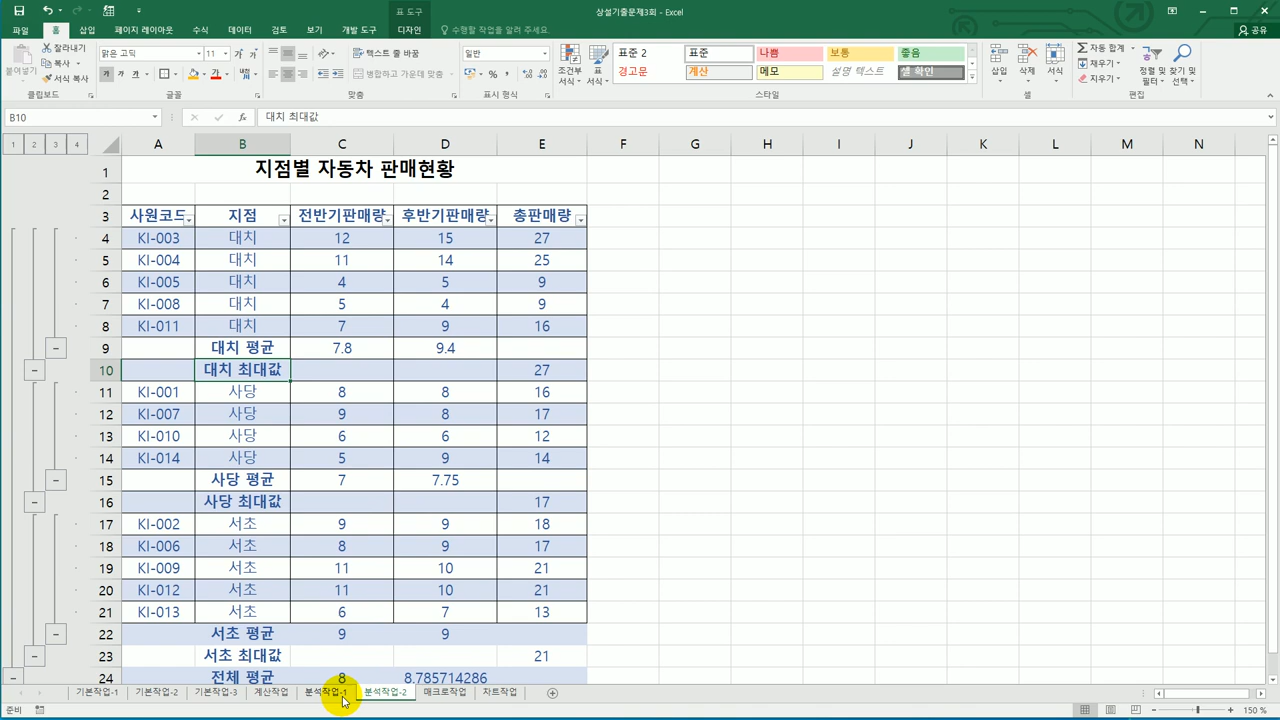 상설기출문제3회 - Excel
표 도구
파일 홈 삽입 페이지 레이아웃 수식 데이터 검토 보기 개발 도구 디자인 수행할 작업을 알려 주세요. 공유
붙여넣기 잘라내기 복사 서식 복사 클립보드
맑은 고딕 11 가 가 가 글꼴
텍스트 줄 바꿈 병합하고 가운데 맞춤 맞춤
일반 % 표시 형식
조건부 서식 표 서식 표준 2 표준 나쁨 보통 좋음
경고문 계산 메모 설명 텍스트 셀 확인 스타일
삽입 삭제 서식 셀
자동 합계 채우기 지우기 정렬 및 필터 찾기 및 선택 편집
B10 fx 대치 최대값
1 2 3 4 A B C D E F G H I J K L M N
1 지점별 자동차 판매현황
2
3 사원코드 지점 전반기판매량 후반기판매량 총판매량
4 KI-003 대치 12 15 27
5 KI-004 대치 11 14 25
6 KI-005 대치 4 5 9
7 KI-008 대치 5 4 9
8 KI-011 대치 7 9 16
9 대치 평균 7.8 9.4
10 대치 최대값 27
11 KI-001 사당 8 8 16
12 KI-007 사당 9 8 17
13 KI-010 사당 6 6 12
14 KI-014 사당 5 9 14
15 사당 평균 7 7.75
16 사당 최대값 17
17 KI-002 서초 9 9 18
18 KI-006 서초 8 9 17
19 KI-009 서초 11 10 21
20 KI-012 서초 11 10 21
21 KI-013 서초 6 7 13
22 서초 평균 9 9
23 서초 최대값 21
24 전체 평균 8 8.785714286
기본작업-1 기본작업-2 기본작업-3 계산작업 분석작업-1 분석작업-2 매크로작업 차트작업
준비 150 %